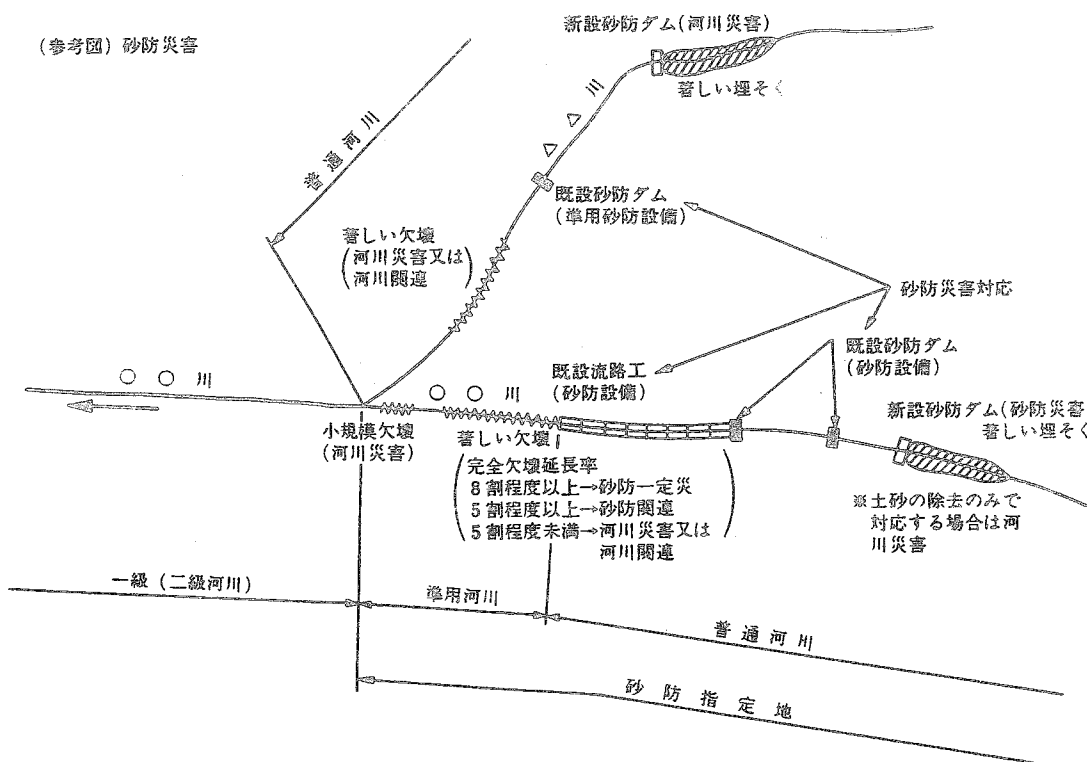 (参考図) 砂防災害
新設砂防ダム(河川災害)
著しい埋そく
△△川
普通河川
既設砂防ダム
(準用砂防設備)
著しい欠壊
(河川災害又は
河川関連)
砂防災害対応
○○川
○○川
既設流路工
(砂防設備)
既設砂防ダム
(砂防設備)
小規模欠壊
(河川災害)
著しい欠壊
(完全欠壊延長率
8割程度以上→砂防一定災
5割程度以上→砂防関連
5割程度未満→河川災害又は
河川関連)
新設砂防ダム(砂防災害
著しい埋そく
※土砂の除去のみで
対応する場合は河
川災害
一級(二級河川)
準用河川
普通河川
砂防指定地